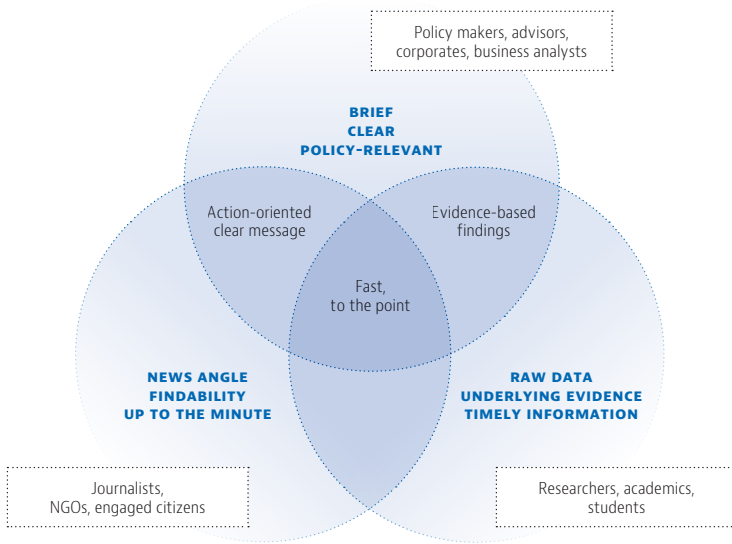 Policy makers, advisors,
corporates, business analysts
BRIEF
CLEAR
POLICY-RELEVANT
Action-oriented
clear message
Evidence-based
findings
Fast,
to the point
NEWS ANGLE
FINDABILITY
UP TO THE MINUTE
RAW DATA
UNDERLYING EVIDENCE
TIMELY INFORMATION
Journalists,
NGOs, engaged citizens
Researchers, academics,
students